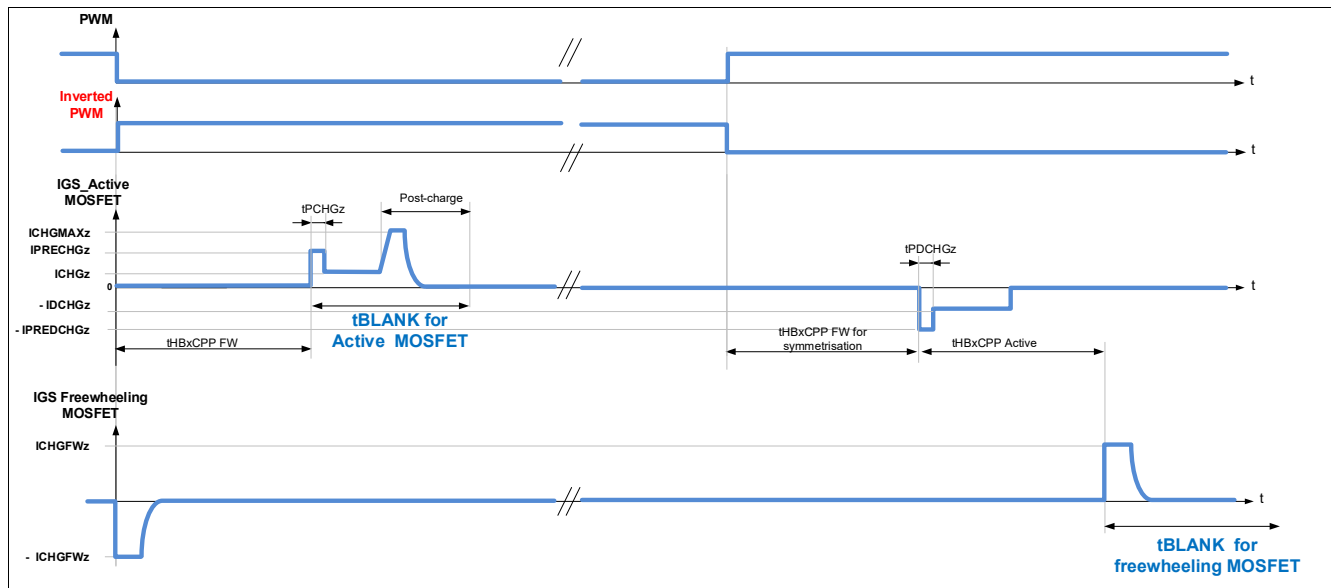 PWM
t
Inverted
PWM
t
IGS_Active
MOSFET
tPCHGz
Post-charge
ICHGMAXz
IPRECHGz
ICHGz
0
t
tPDCHGz
- IDCHGz
- IPREDCHGz
tBLANK for
Active MOSFET
tHBxCPP FW
tHBxCPP FW for
symmetrisation
tHBxCPP Active
IGS Freewheeling
MOSFET
ICHGFWz
t
- ICHGFWz
tBLANK for
freewheeling MOSFET